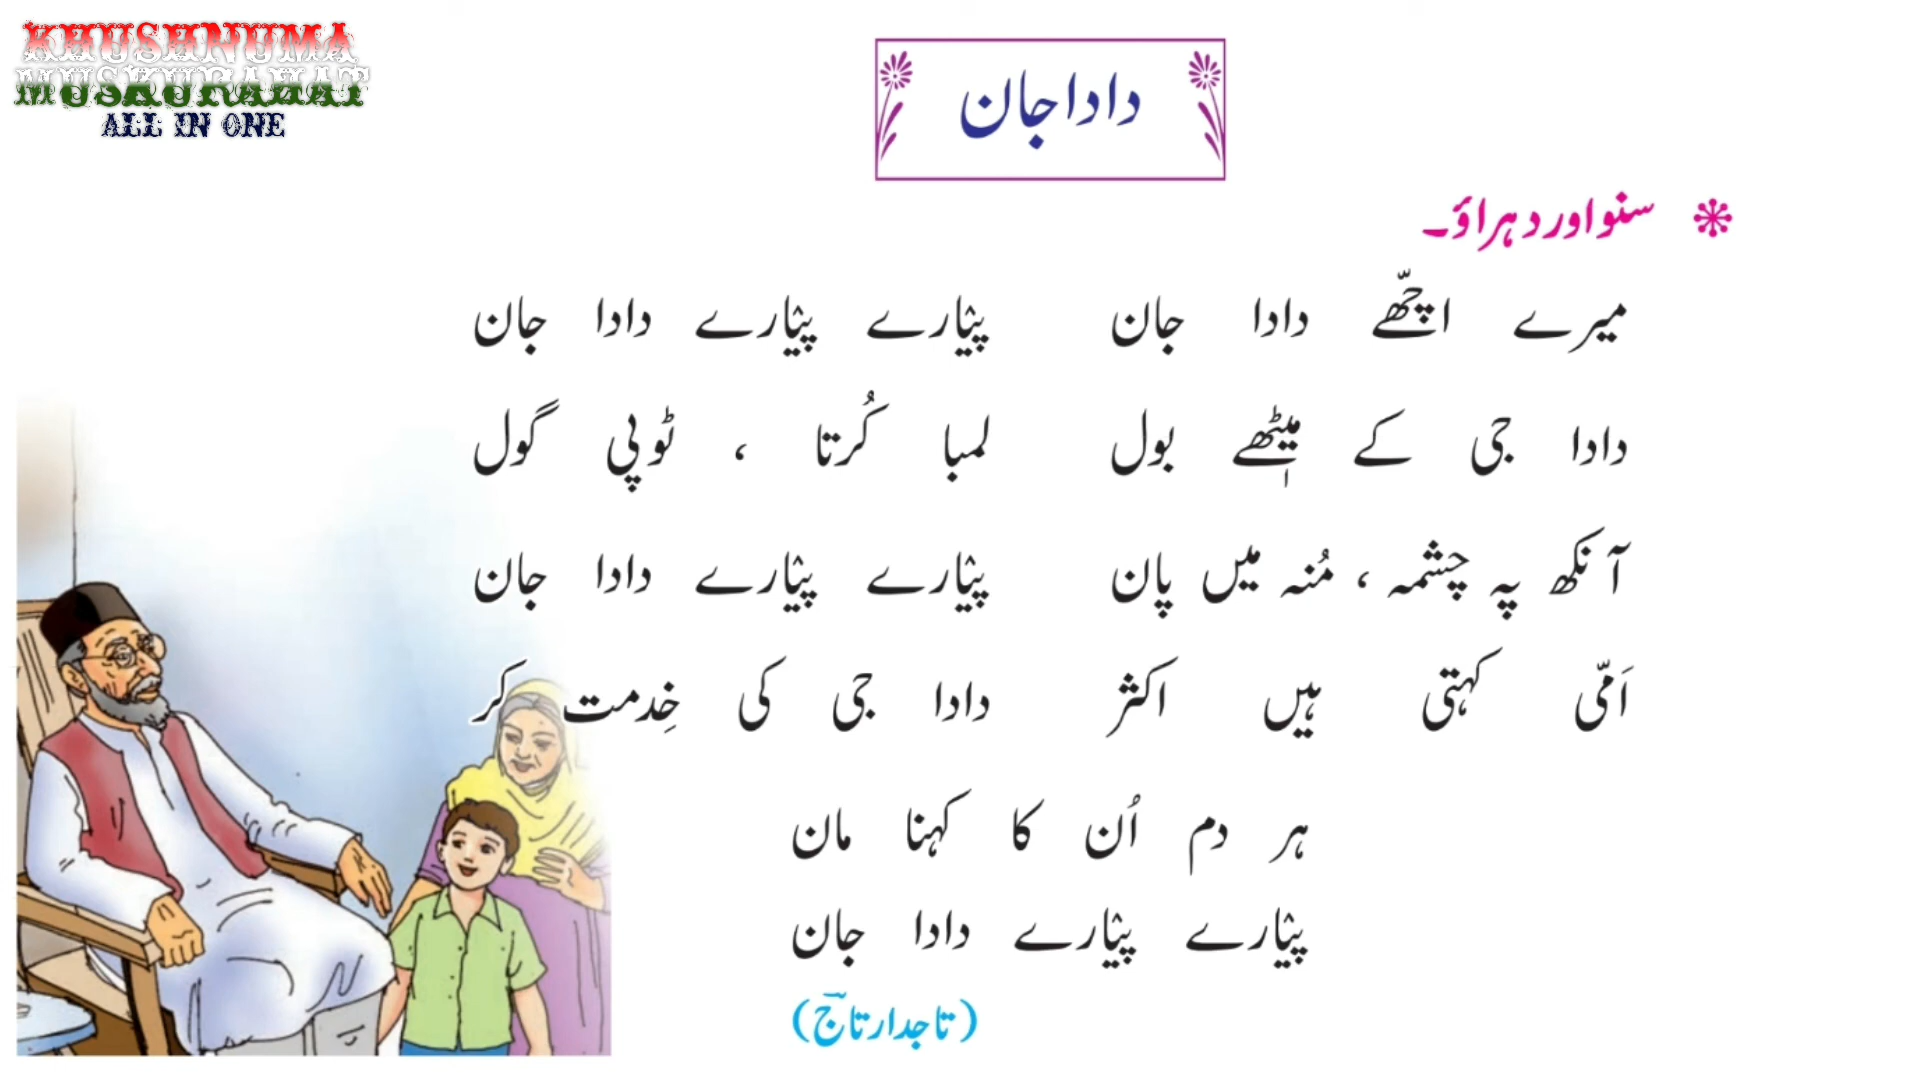 KHUSHNUMA
MUSKURAHAT
ALL IN ONE
دادا جان
سنو اور دہراؤ۔
میرے اچھّے دادا جان پیارے پیارے دادا جان
دادا جی کے میٹھے بول لمبا کُرتا ، ٹوپی گول
آنکھ پہ چشمہ ، مُنہ میں پان پیارے پیارے دادا جان
اَمّی کہتی ہیں اکثر دادا جی کی خِدمت کر
ہر دم اُن کا کہنا مان
پیارے پیارے دادا جان
(تاجدار تاج)